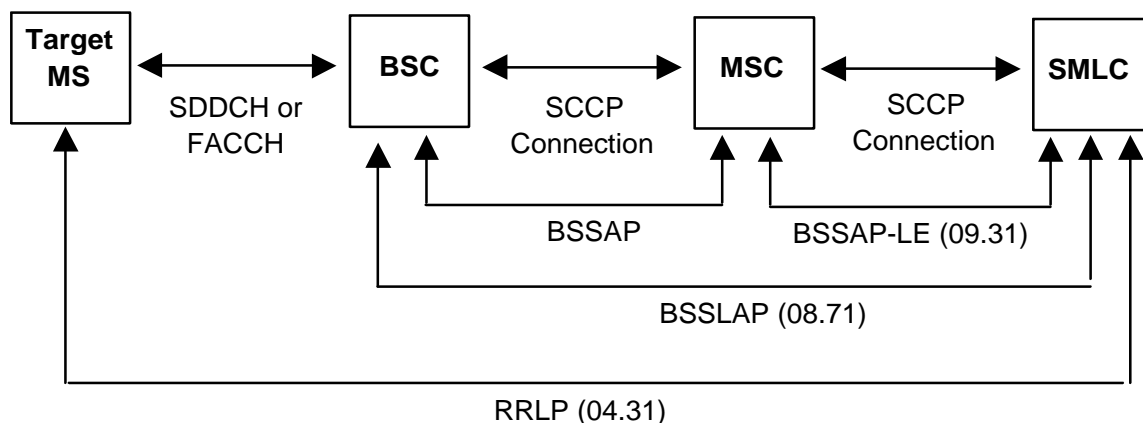 Target
MS
BSC
MSC
SMLC
SDDCH or
FACCH
SCCP
Connection
SCCP
Connection
BSSAP
BSSAP-LE (09.31)
BSSLAP (08.71)
RRLP (04.31)